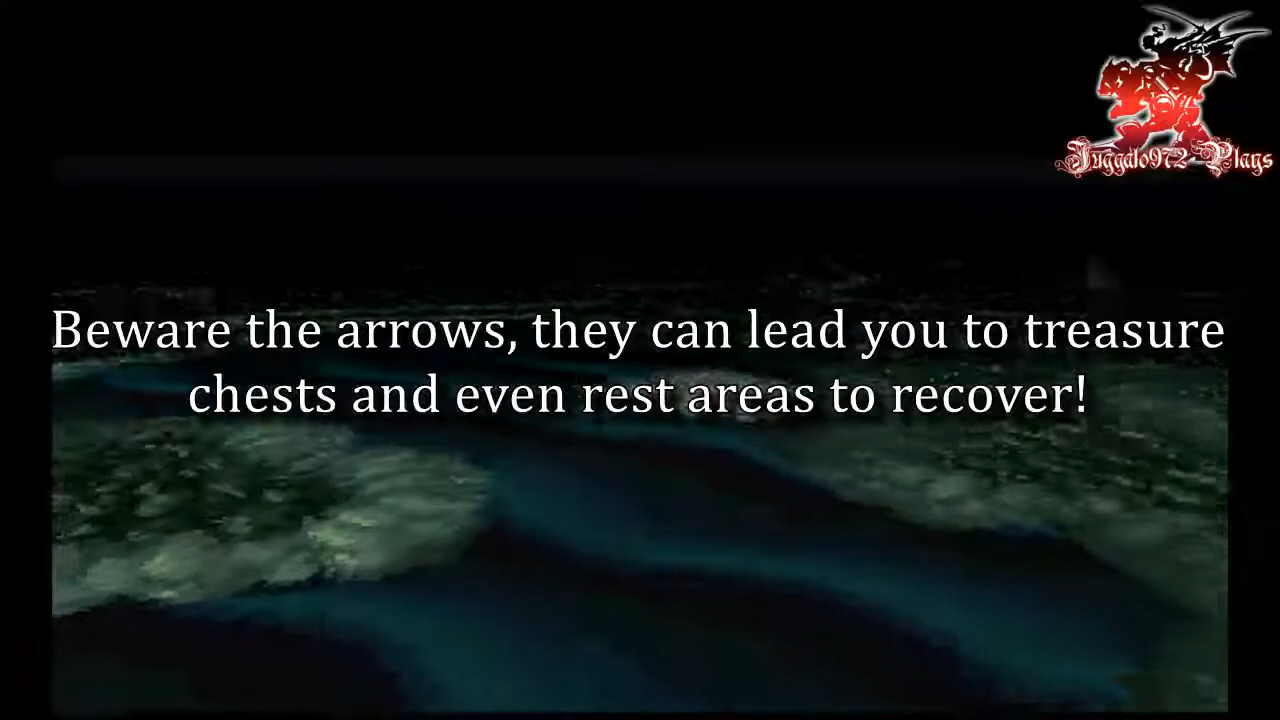 Juggalo972-Plays
Beware the arrows, they can lead you to treasure
chests and even rest areas to recover!